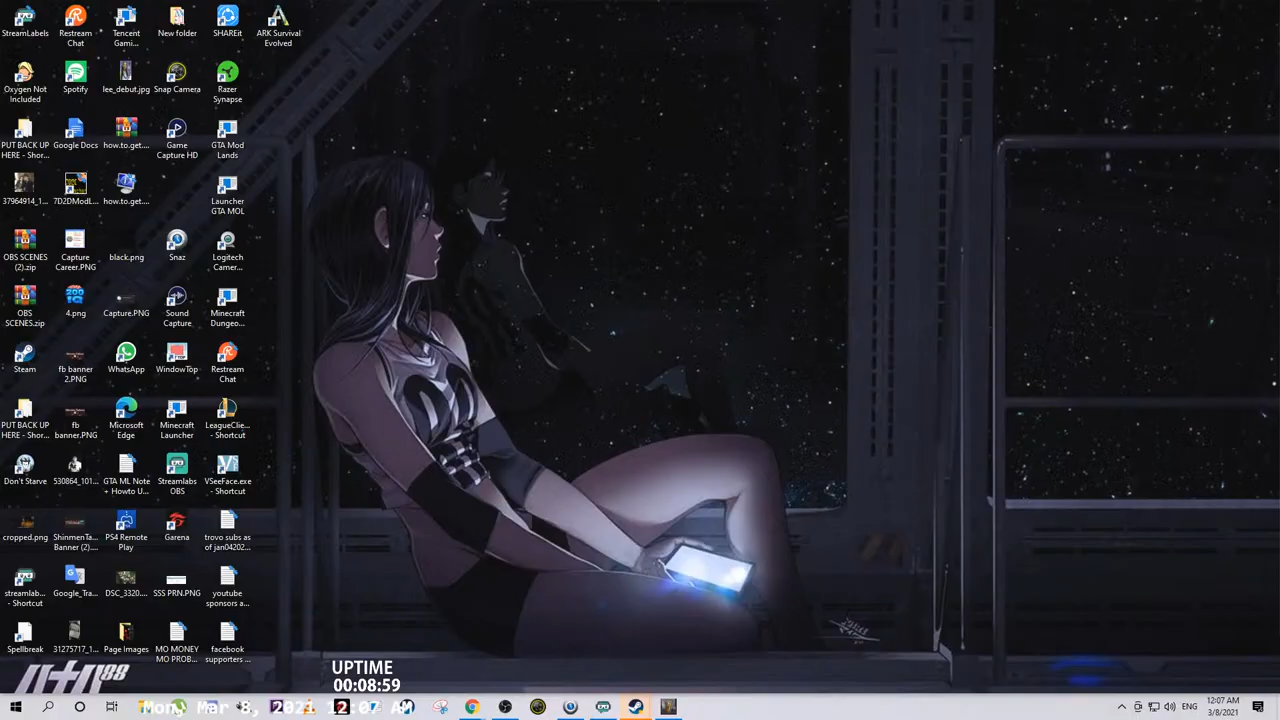 StreamLabels
Restream
Chat
Tencent
Gami...
New folder
SHAREit
ARK Survival
Evolved
Oxygen Not
Included
Spotify
lee_debut.jpg
Snap Camera
Razer
Synapse
PUT BACK UP
HERE - Shor...
Google Docs
how.to.get....
Game
Capture HD
GTA Mod
Lands
37964914_1...
7D2DModL...
how.to.get....
Launcher
GTA MOL
OBS SCENES
(2).zip
Capture
Career.PNG
black.png
Snaz
Logitech
Camer...
OBS
SCENES.zip
4.png
Capture.PNG
Sound
Capture
Minecraft
Dungeo...
Steam
fb banner
2.PNG
WhatsApp
WindowTop
Restream
Chat
PUT BACK UP
HERE - Shor...
fb
banner.PNG
Microsoft
Edge
Minecraft
Launcher
LeagueClie...
- Shortcut
Don't Starve
530864_101...
GTA ML Note
+ Howto U...
Streamlabs
OBS
VSeeFace.exe
- Shortcut
cropped.png
ShinmenTa...
Banner (2)....
PS4 Remote
Play
Garena
trovo subs as
of jan04202...
streamlab...
- Shortcut
Google_Tra...
DSC_3320....
SSS PRN.PNG
youtube
sponsors a...
Spellbreak
31275717_1...
Page Images
MO MONEY
MO PROB...
facebook
supporters ...
UPTIME
00:08:59
Mon, Mar 8, 2021 12:07 AM
ENG
12:07 AM
3/8/2021